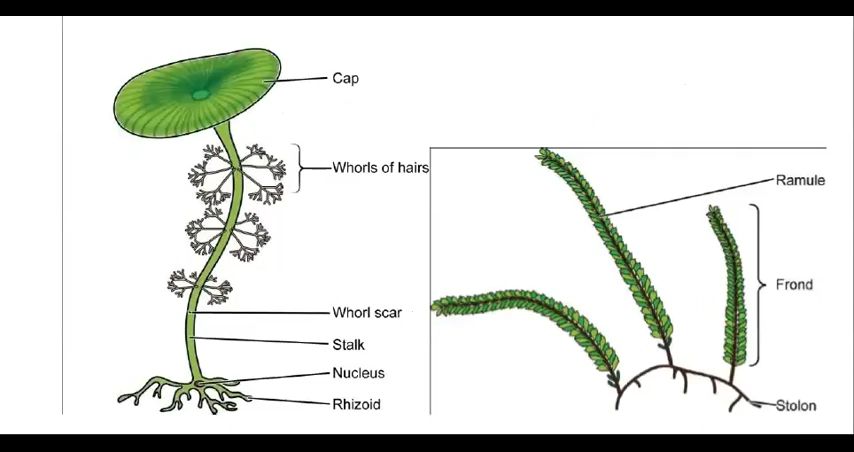 Cap
Whorls of hairs
Whorl scar
Stalk
Nucleus
Rhizoid
Ramule
Frond
Stolon